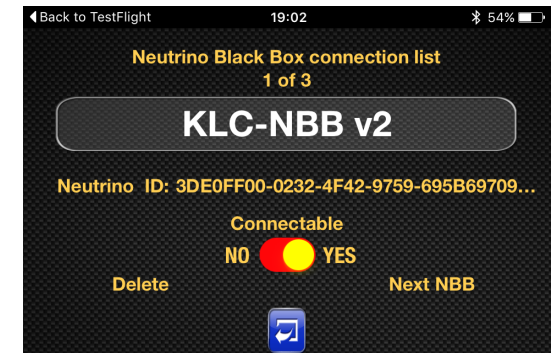 Back to TestFlight 19:02 54%
Neutrino Black Box connection list
1 of 3
KLC-NBB v2
Neutrino ID: 3DE0FF00-0232-4F42-9759-695B69709...
Connectable
NO YES
Delete Next NBB